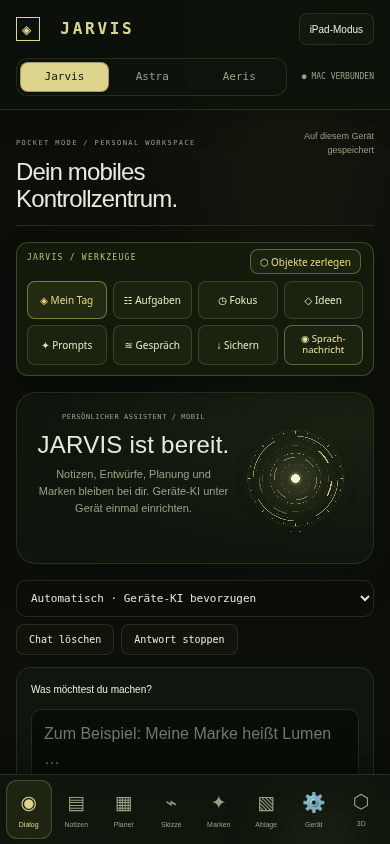 JARVIS
iPad-Modus
Jarvis Astra Aeris
MAC VERBUNDEN
POCKET MODE / PERSONAL WORKSPACE
Auf diesem Gerät
gespeichert
Dein mobiles
Kontrollzentrum.
JARVIS / WERKZEUGE
Objekte zerlegen
Mein Tag Aufgaben Fokus Ideen
Prompts Gespräch Sichern Sprach-
nachricht
PERSÖNLICHER ASSISTENT / MOBIL
JARVIS ist bereit.
Notizen, Entwürfe, Planung und
Marken bleiben bei dir. Geräte-KI unter
Gerät einmal einrichten.
Automatisch · Geräte-KI bevorzugen
Chat löschen Antwort stoppen
Was möchtest du machen?
Zum Beispiel: Meine Marke heißt Lumen
…
Dialog Notizen Planer Skizze Marken Ablage Gerät 3D